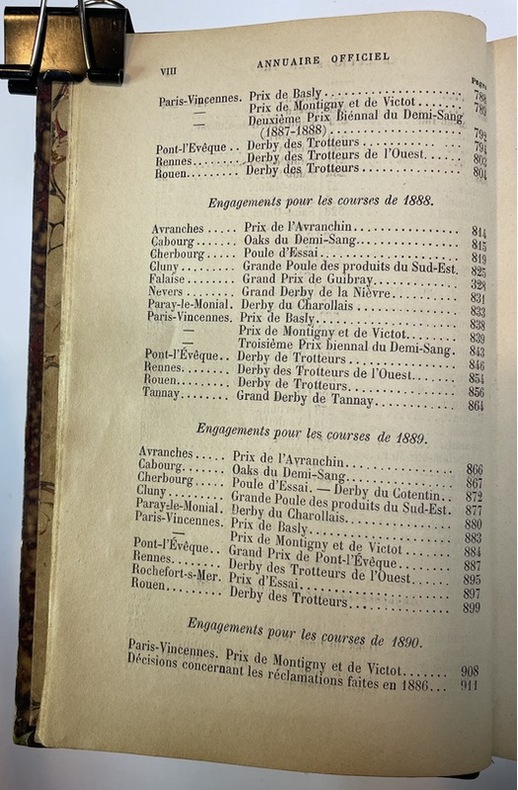 VIII
ANNUAIRE OFFICIEL
Pages
Paris-Vincennes. Prix de Basly
— Prix de Montigny et de Victot
— Deuxième Prix Biénnal du Demi-Sang
(1887-1888) 792
Pont-l'Evêque .. Derby des Trotteurs 794
Rennes Derby des Trotteurs de l'Ouest 802
Rouen Derby des Trotteurs 804
Engagements pour les courses de 1888.
Avranches Prix de l'Avranchin 814
Cabourg Oaks du Demi-Sang 815
Cherbourg Poule d'Essai 819
Cluny Grande Poule des produits du Sud-Est. 825
Falaise Grand Prix de Guibray 328
Nevers Grand Derby de la Nièvre 831
Paray-le-Monial. Derby du Charollais 833
Paris-Vincennes. Prix de Basly 838
— Prix de Montigny et de Victot 839
— Troisième Prix biennal du Demi-Sang. 843
Pont-l'Évêque.. Derby de Trotteurs 846
Rennes Derby des Trotteurs de l'Ouest 854
Rouen Derby de Trotteurs 856
Tannay Grand Derby de Tannay 864
Engagements pour les courses de 1889.
Avranches Prix de l'Avranchin 866
Cabourg Oaks du Demi-Sang 867
Cherbourg Poule d'Essai. — Derby du Cotentin.. 872
Cluny Grande Poule des produits du Sud-Est. 877
Paray-le-Monial. Derby du Charollais 880
Paris-Vincennes. Prix de Basly 883
— Prix de Montigny et de Victot 884
Pont-l'Évêque.. Grand Prix de Pont-l'Évêque 887
Rennes Derby des Trotteurs de l'Ouest 895
Rochefort-s-Mer. Prix d'Essai 897
Rouen Derby des Trotteurs 899
Engagements pour les courses de 1890.
Paris-Vincennes. Prix de Montigny et de Victot 908
Décisions concernant les réclamations faites en 1886... 911